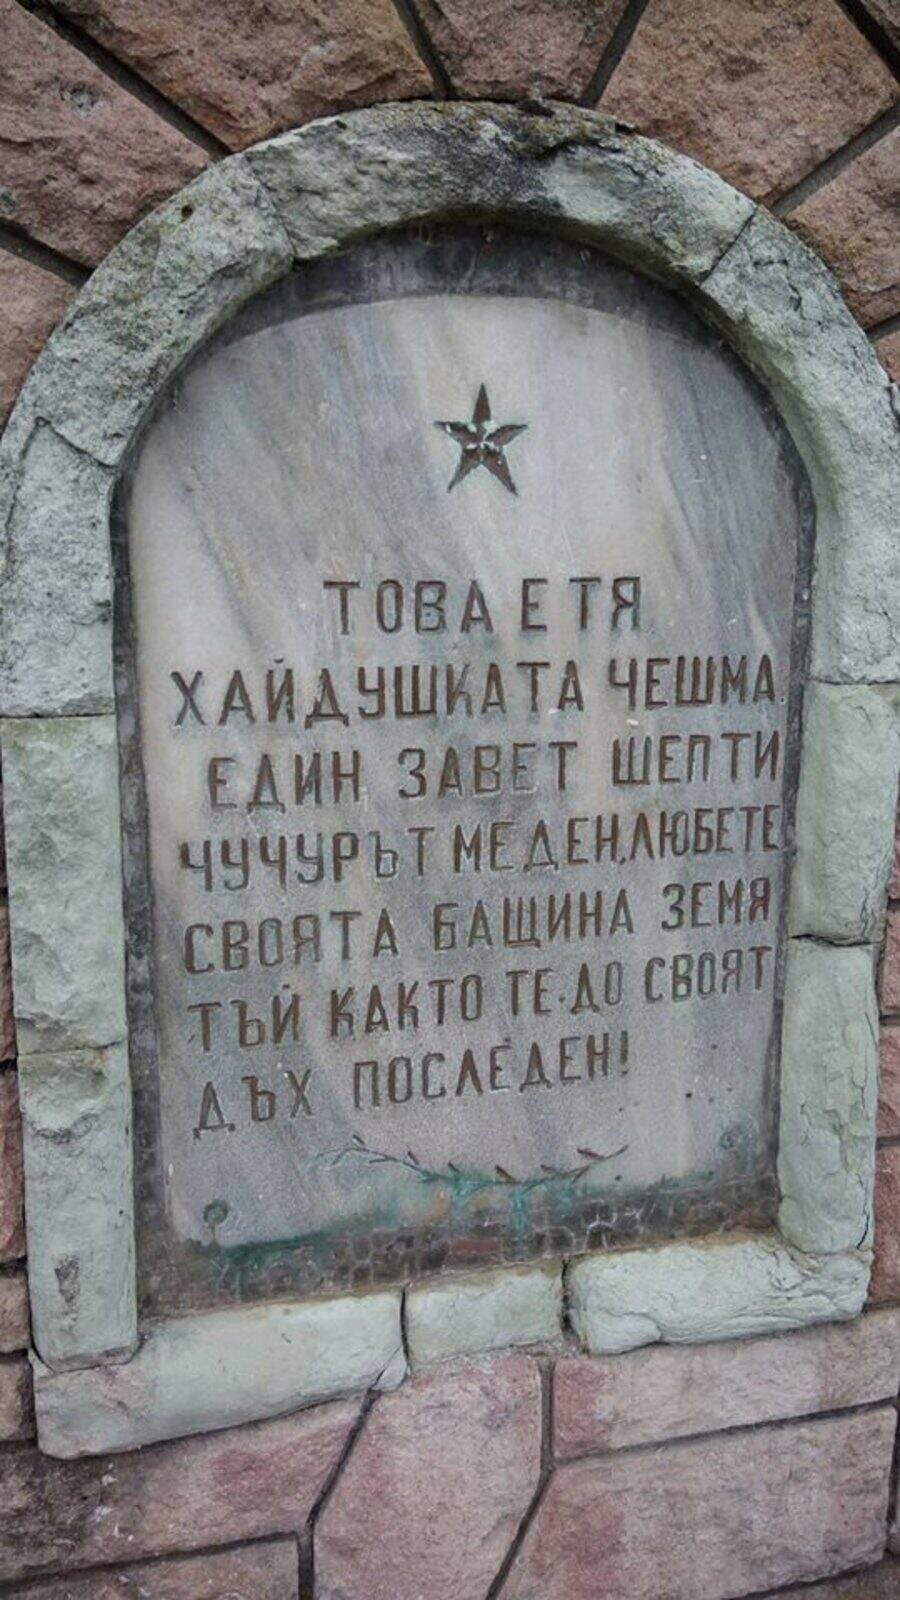 ТОВА Е ТЯ
ХАЙДУШКАТА ЧЕШМА.
ЕДИН ЗАВЕТ ШЕПТИ
ЧУЧУРЪТ МЕДЕН,ЛЮБЕТЕ
СВОЯТА БАЩИНА ЗЕМЯ
ТЪЙ КАКТО ТЕ-ДО СВОЯТ
ДЪХ ПОСЛЕДЕН!